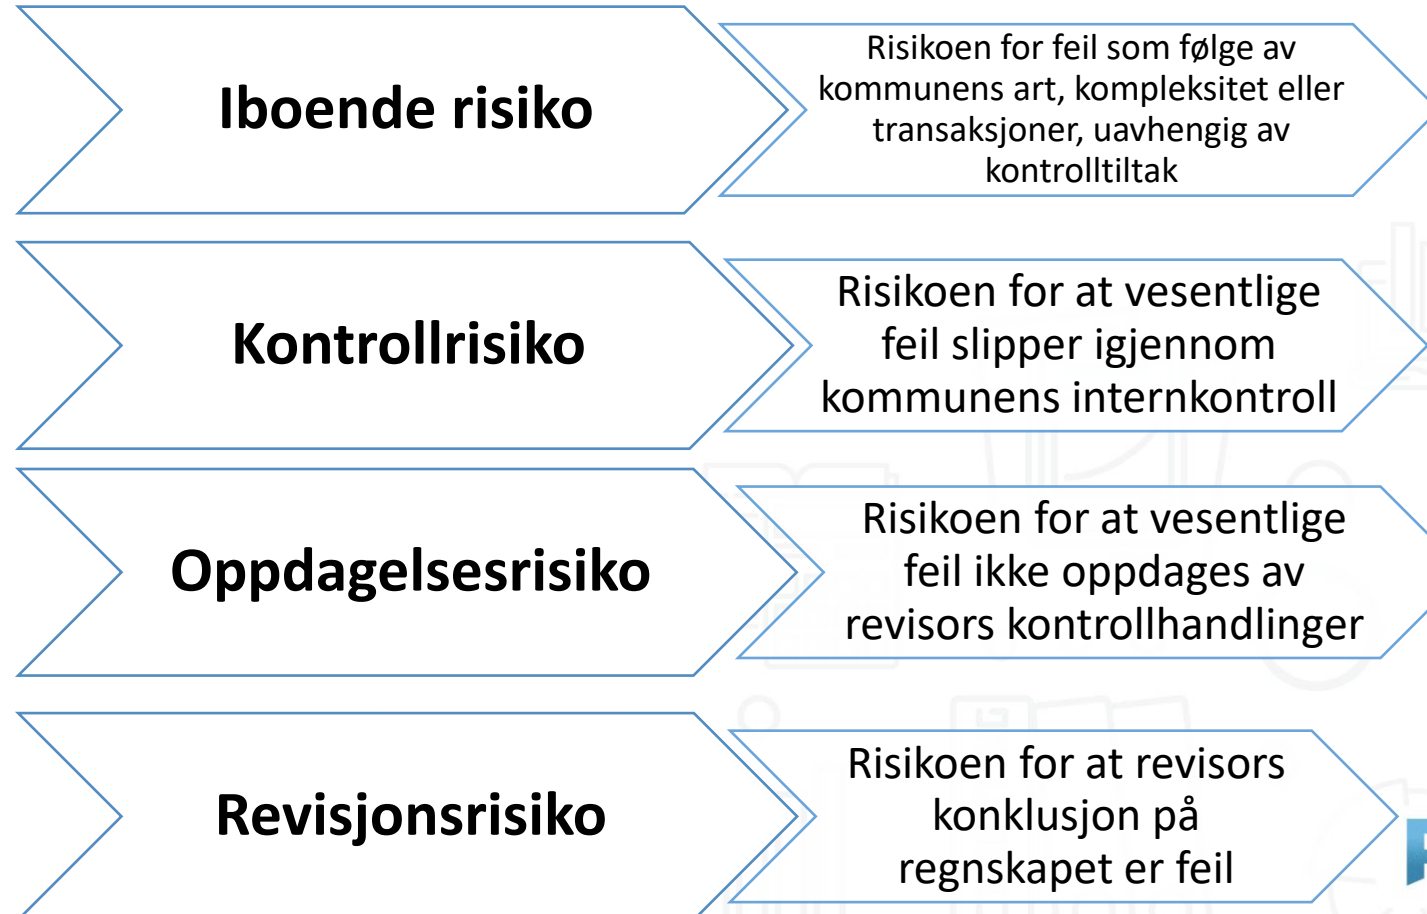 Iboende risiko
Risikoen for feil som følge av
kommunens art, kompleksitet eller
transaksjoner, uavhengig av
kontrolltiltak
Kontrollrisiko
Risikoen for at vesentlige
feil slipper igjennom
kommunens internkontroll
Oppdagelsesrisiko
Risikoen for at vesentlige
feil ikke oppdages av
revisors kontrollhandlinger
Revisjonsrisiko
Risikoen for at revisors
konklusjon på
regnskapet er feil